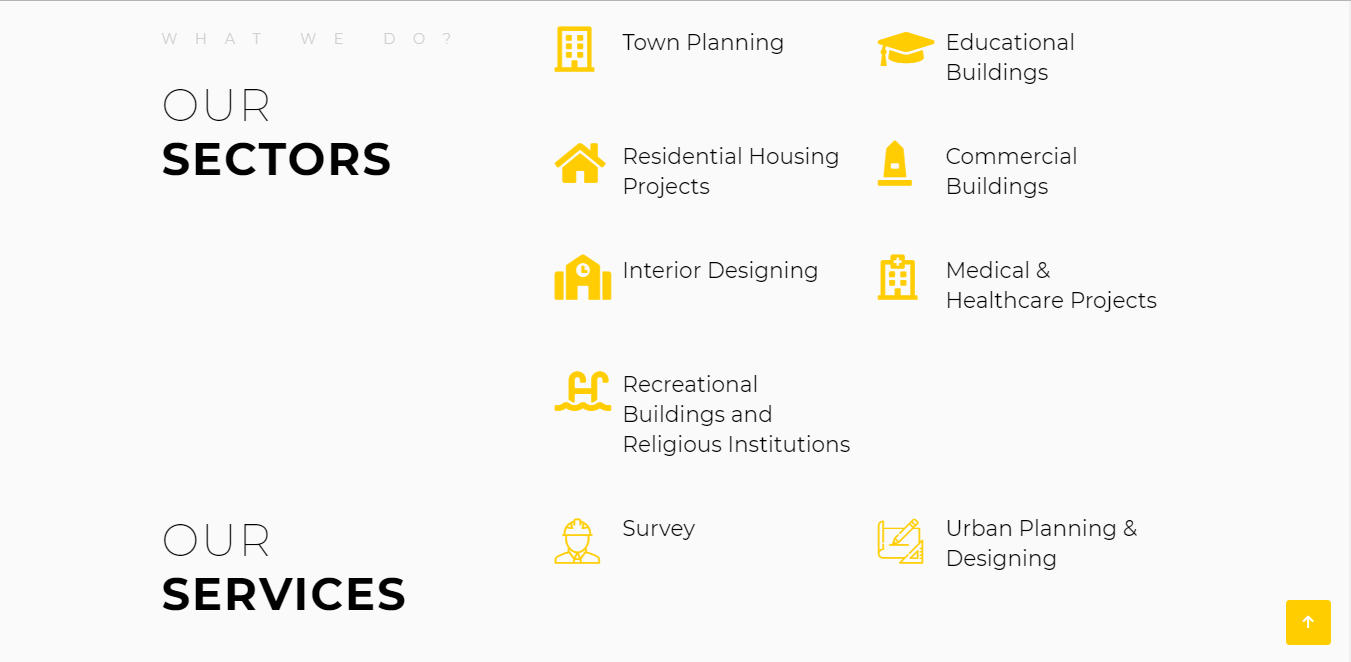 WHAT WE DO?
OUR
SECTORS
Town Planning
Educational
Buildings
Residential Housing
Projects
Commercial
Buildings
Interior Designing
Medical &
Healthcare Projects
Recreational
Buildings and
Religious Institutions
OUR
SERVICES
Survey
Urban Planning &
Designing